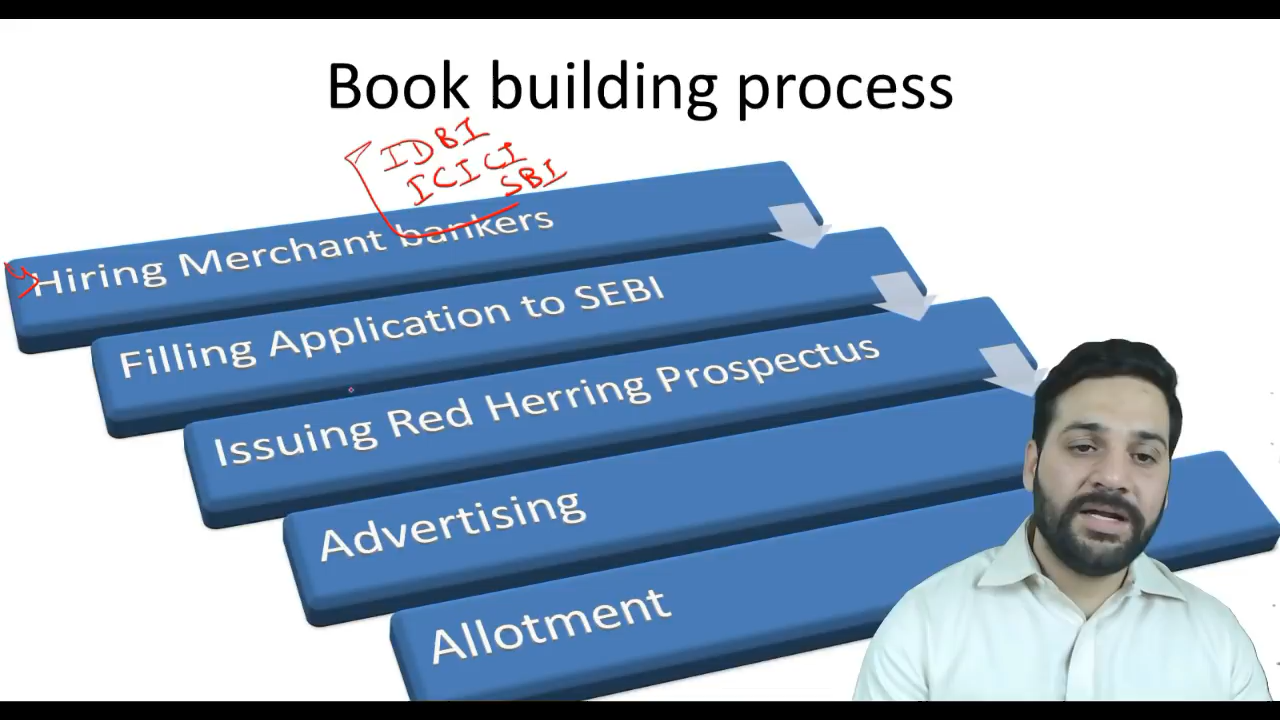 Book building process
IDBI
ICICI
SBI
Hiring Merchant bankers
Filling Application to SEBI
Issuing Red Herring Prospectus
Advertising
Allotment